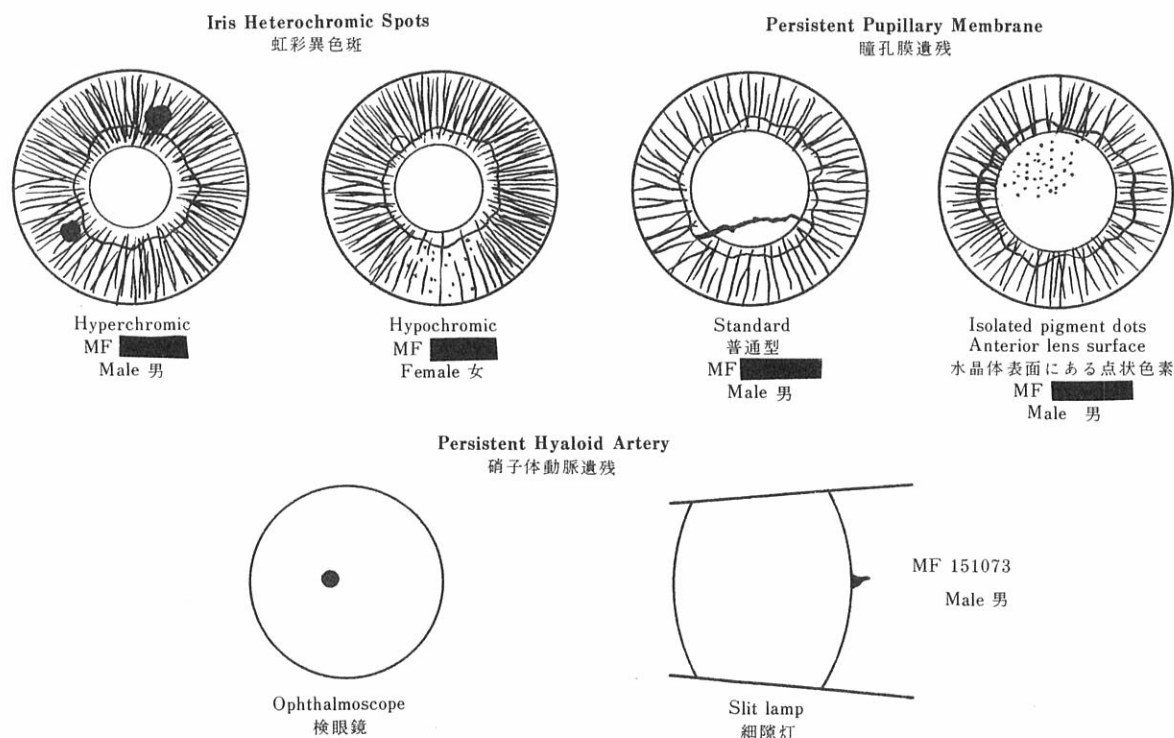 Iris Heterochromic Spots
虹彩異色斑
Persistent Pupillary Membrane
瞳孔膜遺残
Hyperchromic
MF
Male 男
Hypochromic
MF
Female 女
Standard
普通型
MF
Male 男
Isolated pigment dots
Anterior lens surface
水晶体表面にある点状色素
MF
Male 男
Persistent Hyaloid Artery
硝子体動脈遺残
Ophthalmoscope
検眼鏡
Slit lamp
細隙灯
MF 151073
Male 男